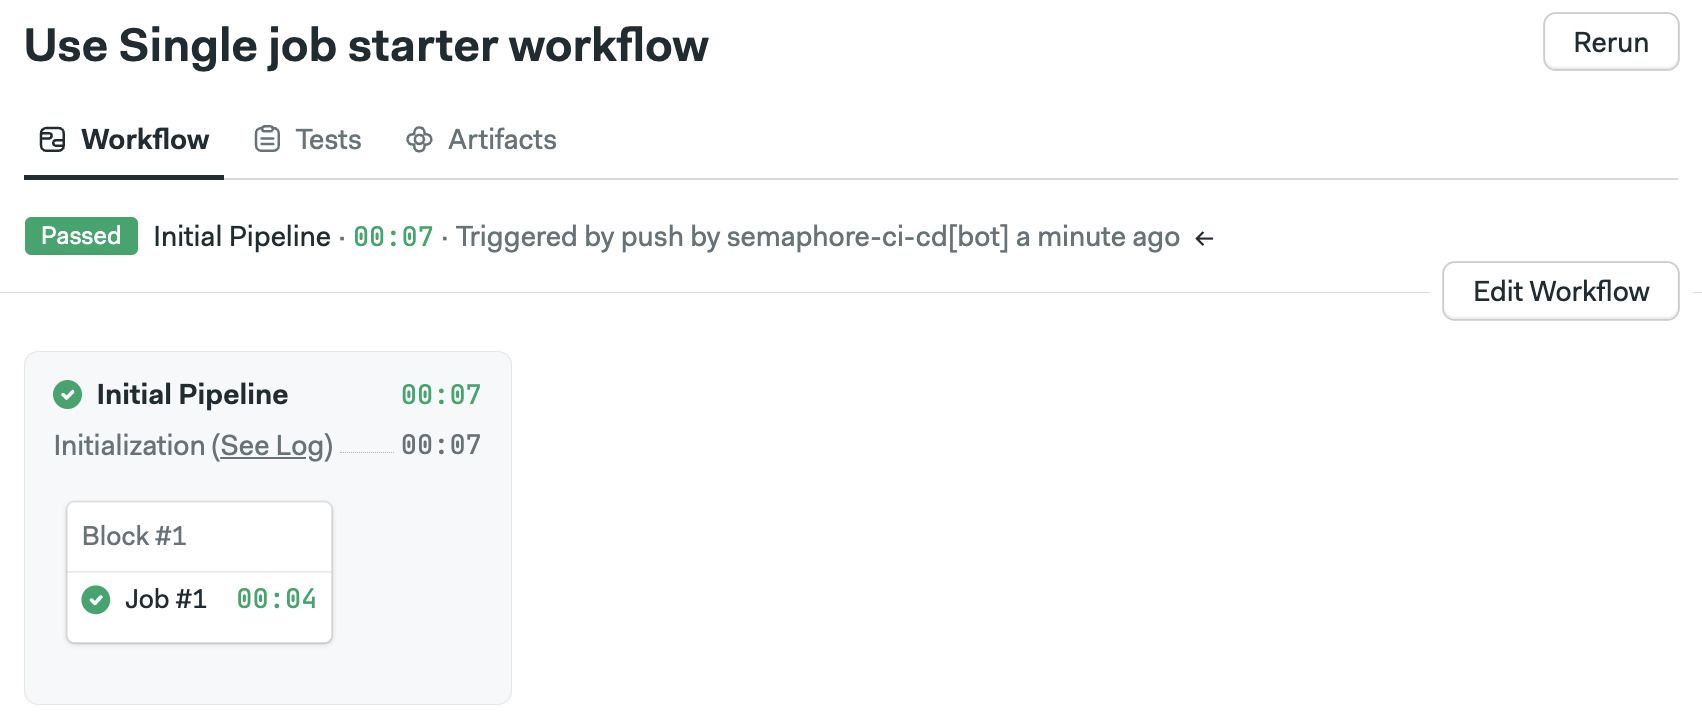 Use Single job starter workflow
Rerun
Workflow Tests Artifacts
Passed Initial Pipeline · 00:07 · Triggered by push by semaphore-ci-cd[bot] a minute ago ←
Edit Workflow
Initial Pipeline 00:07
Initialization (See Log) 00:07
Block #1
Job #1 00:04